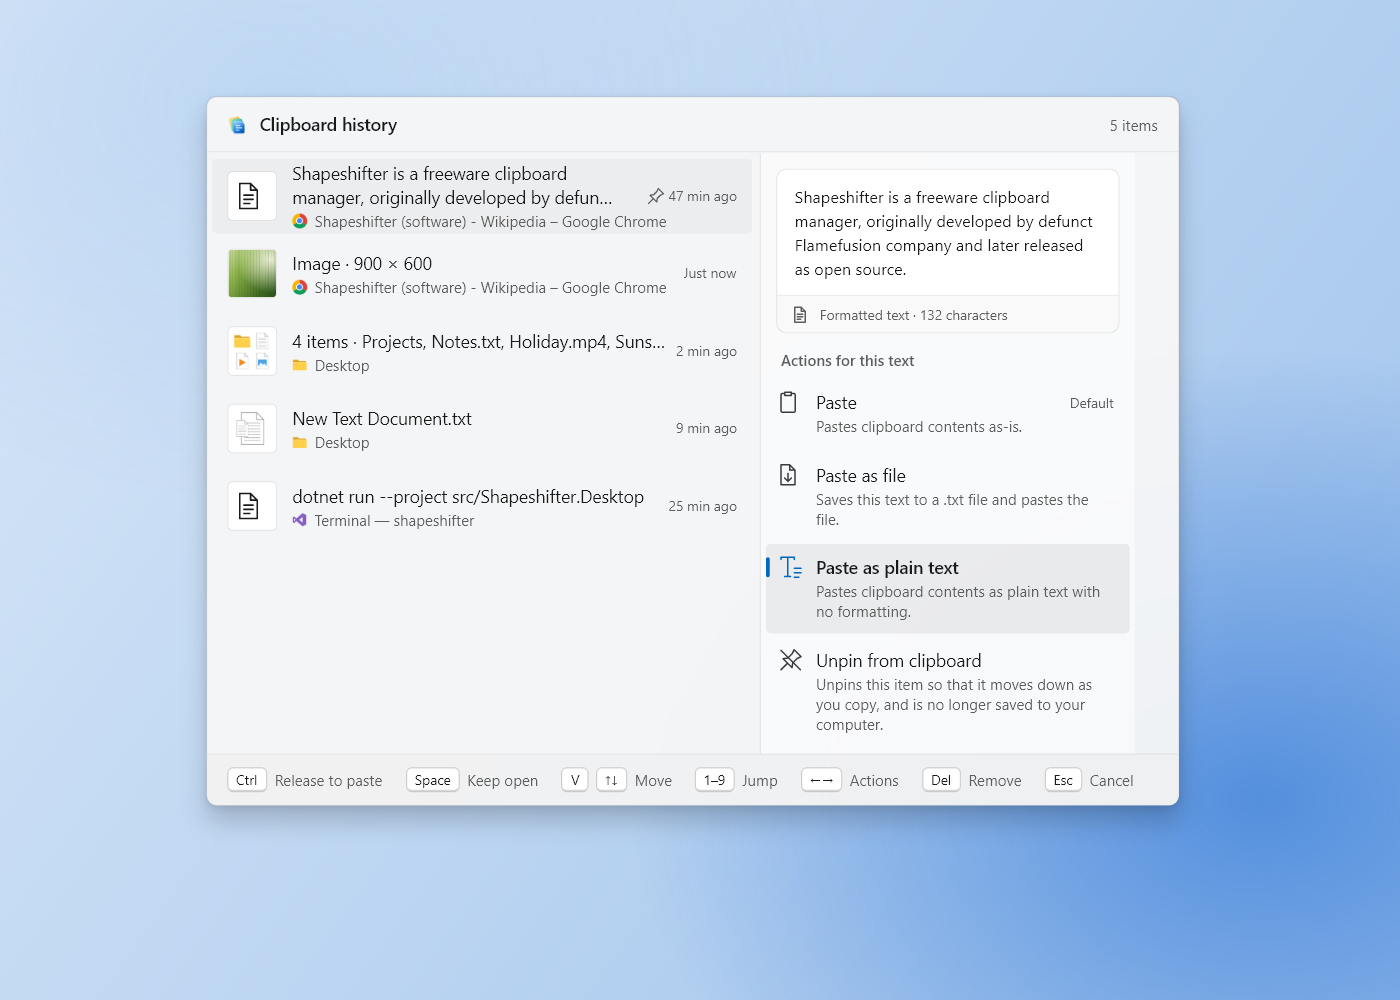 Clipboard history
5 items
Shapeshifter is a freeware clipboard
manager, originally developed by defun...
47 min ago
Shapeshifter (software) - Wikipedia – Google Chrome
Image · 900 × 600
Just now
Shapeshifter (software) - Wikipedia – Google Chrome
4 items · Projects, Notes.txt, Holiday.mp4, Suns...
2 min ago
Desktop
New Text Document.txt
9 min ago
Desktop
dotnet run --project src/Shapeshifter.Desktop
25 min ago
Terminal — shapeshifter
Shapeshifter is a freeware clipboard
manager, originally developed by defunct
Flamefusion company and later released
as open source.
Formatted text · 132 characters
Actions for this text
Paste
Default
Pastes clipboard contents as-is.
Paste as file
Saves this text to a .txt file and pastes the
file.
Paste as plain text
Pastes clipboard contents as plain text with
no formatting.
Unpin from clipboard
Unpins this item so that it moves down as
you copy, and is no longer saved to your
computer.
Ctrl Release to paste Space Keep open V ↑↓ Move 1–9 Jump ←→ Actions Del Remove Esc Cancel